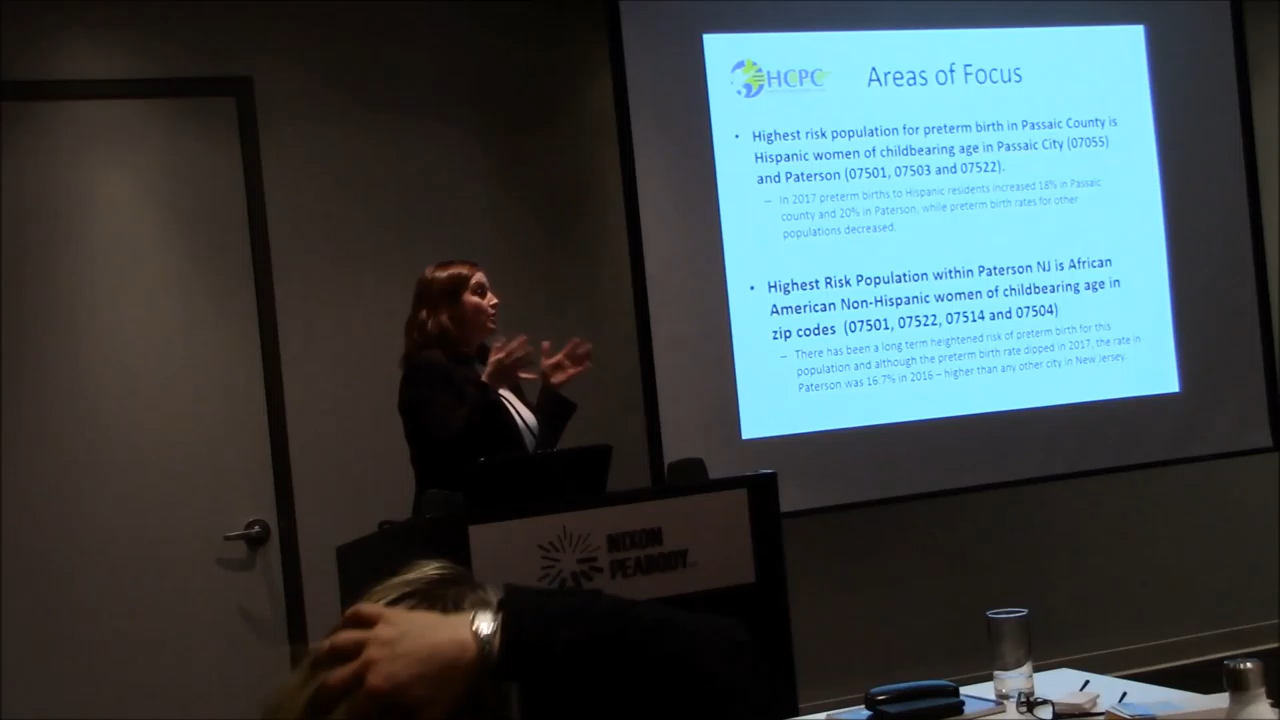 HCPC
Areas of Focus
• Highest risk population for preterm birth in Passaic County is
Hispanic women of childbearing age in Passaic City (07055)
and Paterson (07501, 07503 and 07522).
– In 2017 preterm births to Hispanic residents increased 18% in Passaic
county and 20% in Paterson, while preterm birth rates for other
populations decreased.
• Highest Risk Population within Paterson NJ is African
American Non-Hispanic women of childbearing age in
zip codes (07501, 07522, 07514 and 07504)
– There has been a long term heightened risk of preterm birth for this
population and although the preterm birth rate dipped in 2017, the rate in
Paterson was 16.7% in 2016 – higher than any other city in New Jersey.
NIXON
PEABODY